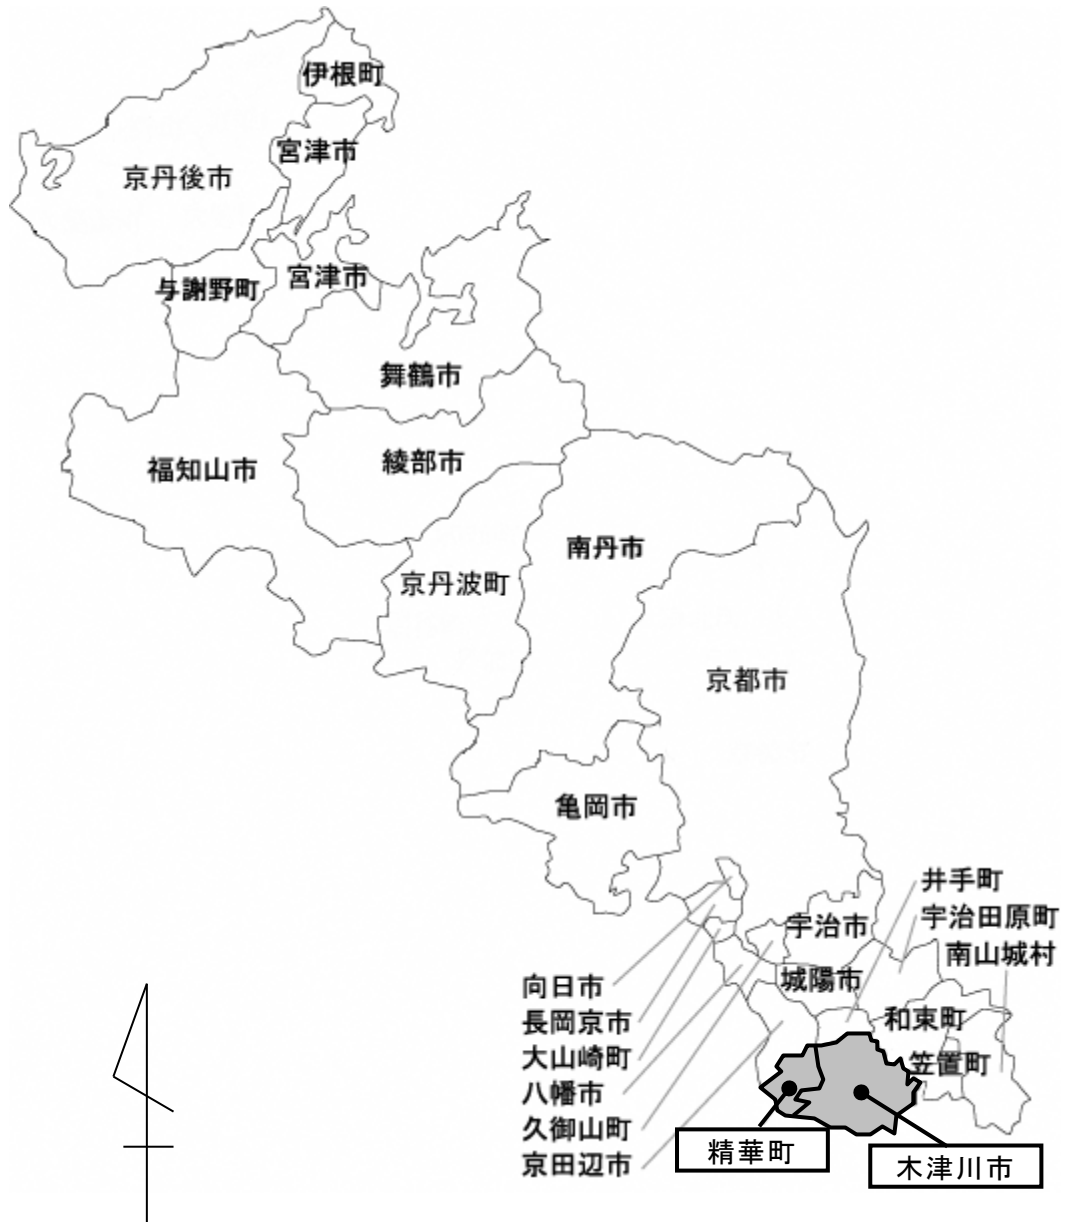 伊根町
宮津市
京丹後市
宮津市
与謝野町
舞鶴市
綾部市
福知山市
南丹市
京丹波町
京都市
亀岡市
井手町
宇治田原町
宇治市
南山城村
城陽市
向日市
長岡京市
和束町
大山崎町
笠置町
八幡市
久御山町
京田辺市
精華町
木津川市